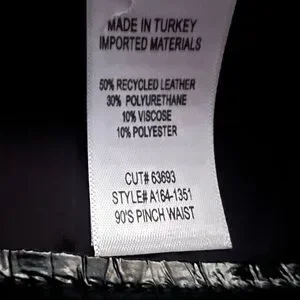 MADE IN TURKEY
IMPORTED MATERIALS
50% RECYCLED LEATHER
30% POLYURETHANE
10% VISCOSE
10% POLYESTER
CUT# 63693
STYLE# A164-1351
90'S PINCH WAIST